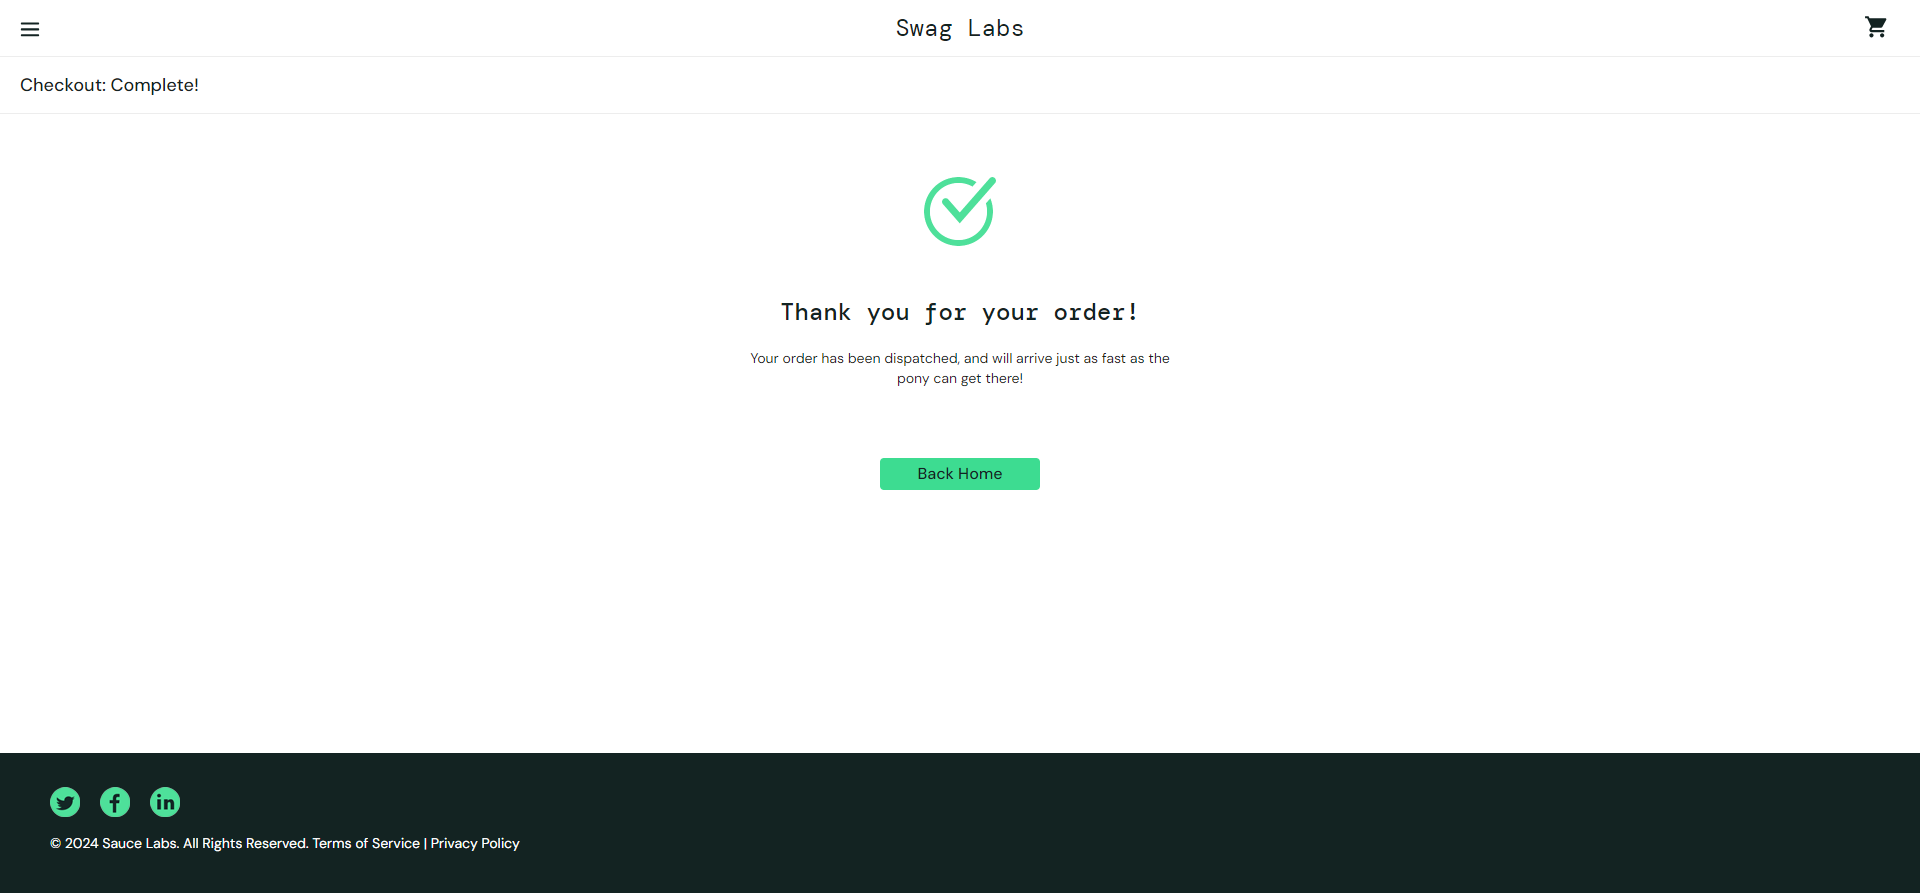 Swag Labs
Checkout: Complete!
Thank you for your order!
Your order has been dispatched, and will arrive just as fast as the
pony can get there!
Back Home
© 2024 Sauce Labs. All Rights Reserved. Terms of Service | Privacy Policy